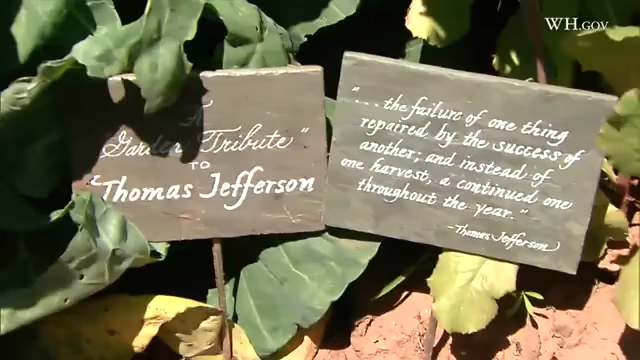 WH.GOV
A
Garden Tribute"
TO
Thomas Jefferson
"...the failure of one thing
repaired by the success of
another; and instead of
one harvest, a continued one
throughout the year."
-Thomas Jefferson